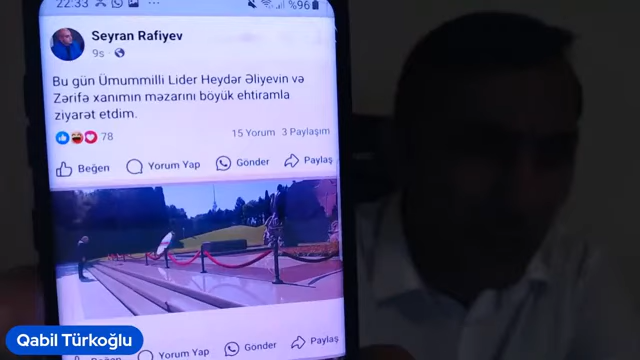 22:33
%96
Seyran Rafiyev
9s
Bu gün Ümummilli Lider Heydər Əliyevin və
Zərifə xanımın məzarını böyük ehtiramla
ziyarət etdim.
78
15 Yorum 3 Paylaşım
Beğen Yorum Yap Gönder Paylaş
Beğen Yorum Yap Gönder Paylaş
Qabil Türkoğlu